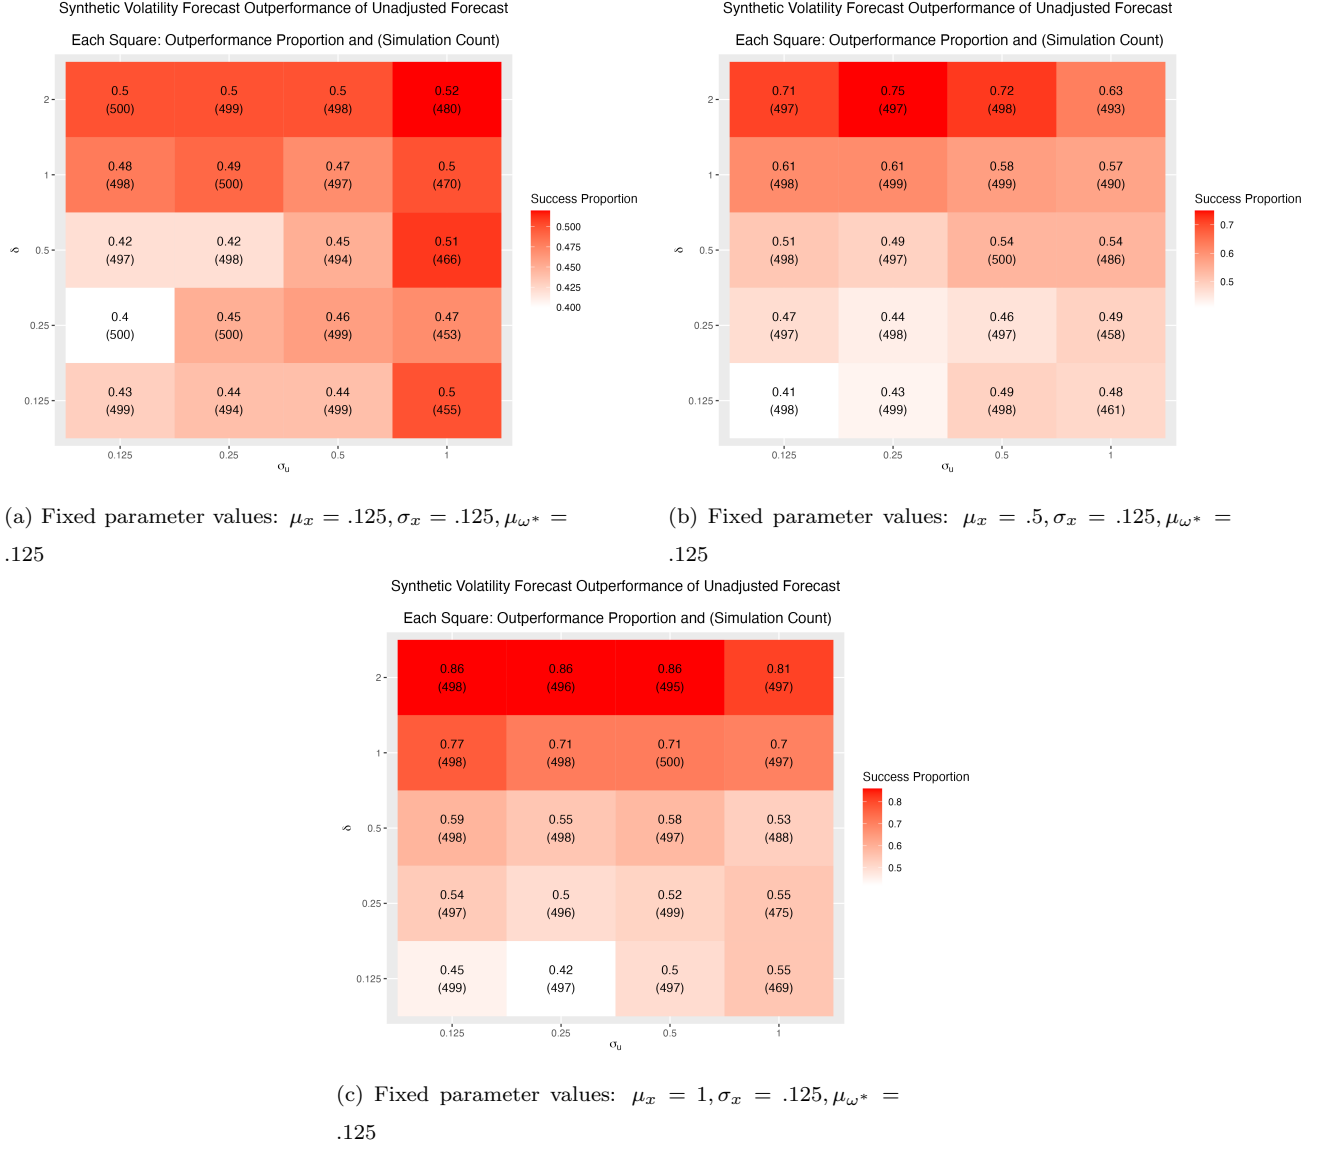 Synthetic Volatility Forecast Outperformance of Unadjusted Forecast
Each Square: Outperformance Proportion and (Simulation Count)
0.5 0.5 0.5 0.52
2 (500) (499) (498) (480)
0.48 0.49 0.47 0.5
1 (498) (500) (497) (470)
0.42 0.42 0.45 0.51
δ 0.5 (497) (498) (494) (466)
0.4 0.45 0.46 0.47
0.25 (500) (500) (499) (453)
0.43 0.44 0.44 0.5
0.125 (499) (494) (499) (455)
0.125 0.25 0.5 1
σu
Success Proportion
0.500
0.475
0.450
0.425
0.400
(a) Fixed parameter values: μx = .125, σx = .125, μω* =
.125
Synthetic Volatility Forecast Outperformance of Unadjusted Forecast
Each Square: Outperformance Proportion and (Simulation Count)
0.71 0.75 0.72 0.63
2 (497) (497) (498) (493)
0.61 0.61 0.58 0.57
1 (498) (499) (499) (490)
0.51 0.49 0.54 0.54
δ 0.5 (498) (497) (500) (486)
0.47 0.44 0.46 0.49
0.25 (497) (498) (497) (458)
0.41 0.43 0.49 0.48
0.125 (498) (499) (498) (461)
0.125 0.25 0.5 1
σu
Success Proportion
0.7
0.6
0.5
(b) Fixed parameter values: μx = .5, σx = .125, μω* =
.125
Synthetic Volatility Forecast Outperformance of Unadjusted Forecast
Each Square: Outperformance Proportion and (Simulation Count)
0.86 0.86 0.86 0.81
2 (498) (496) (495) (497)
0.77 0.71 0.71 0.7
1 (498) (498) (500) (497)
0.59 0.55 0.58 0.53
δ 0.5 (498) (498) (497) (488)
0.54 0.5 0.52 0.55
0.25 (497) (496) (499) (475)
0.45 0.42 0.5 0.55
0.125 (499) (497) (497) (469)
0.125 0.25 0.5 1
σu
Success Proportion
0.8
0.7
0.6
0.5
(c) Fixed parameter values: μx = 1, σx = .125, μω* =
.125